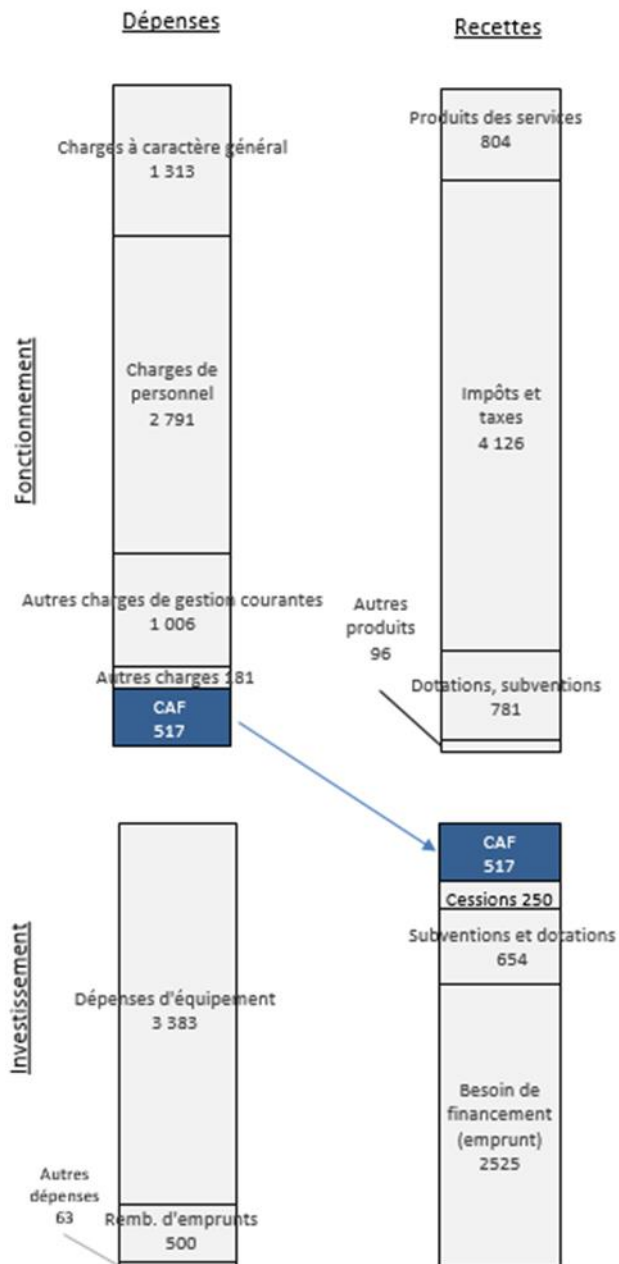 Dépenses
Recettes
Fonctionnement
Charges à caractère général
1 313
Charges de
personnel
2 791
Autres charges de gestion courantes
1 006
Autres charges 181
CAF
517
Produits des services
804
Impôts et
taxes
4 126
Autres
produits
96
Dotations, subventions
781
Investissement
Dépenses d'équipement
3 383
Autres
dépenses
63
Remb. d'emprunts
500
CAF
517
Cessions 250
Subventions et dotations
654
Besoin de
financement
(emprunt)
2525